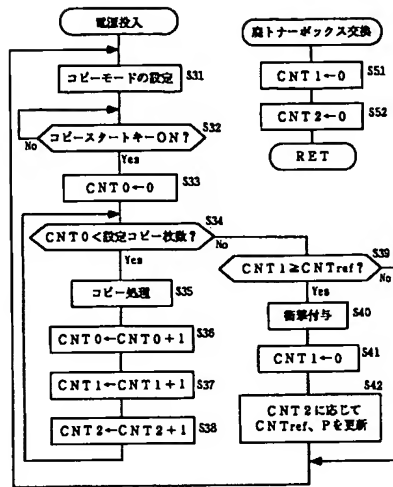 電源投入
コピーモードの設定
S31
コピースタートキーON?
S32
No
Yes
CNT0←0
S33
CNT0<設定コピー枚数?
S34
No
Yes
コピー処理
S35
CNT0←CNT0+1
S36
CNT1←CNT1+1
S37
CNT2←CNT2+1
S38
CNT1≧CNTref?
S39
No
Yes
衝撃付与
S40
CNT1←0
S41
CNT2に応じて
CNTref、Pを更新
S42
廃トナーボックス交換
CNT1←0
S51
CNT2←0
S52
RET